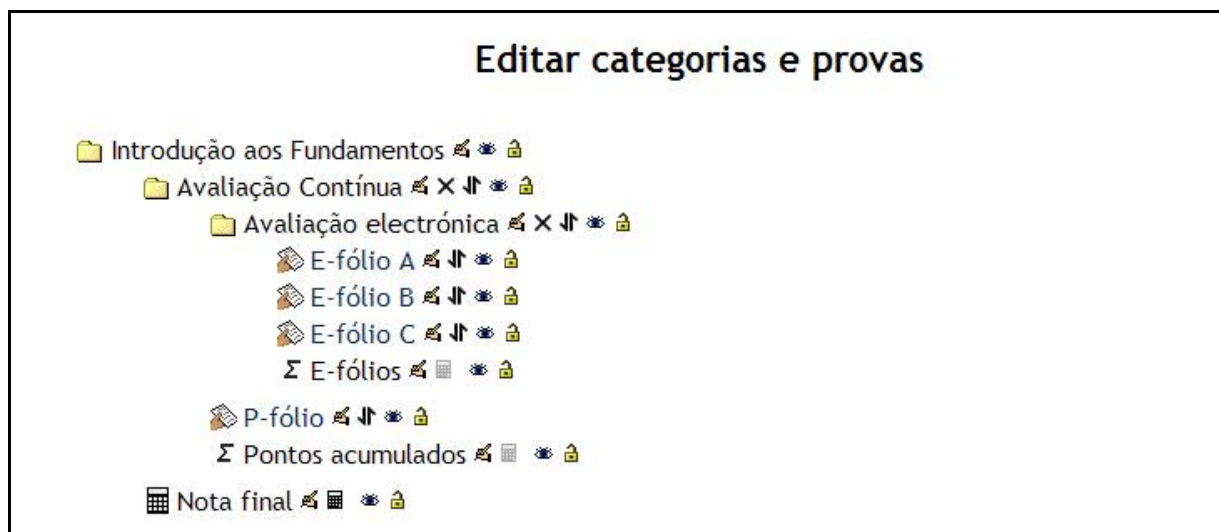 Editar categorias e provas
Introdução aos Fundamentos
Avaliação Contínua
Avaliação electrónica
E-fólio A
E-fólio B
E-fólio C
Σ E-fólios
P-fólio
Σ Pontos acumulados
Nota final